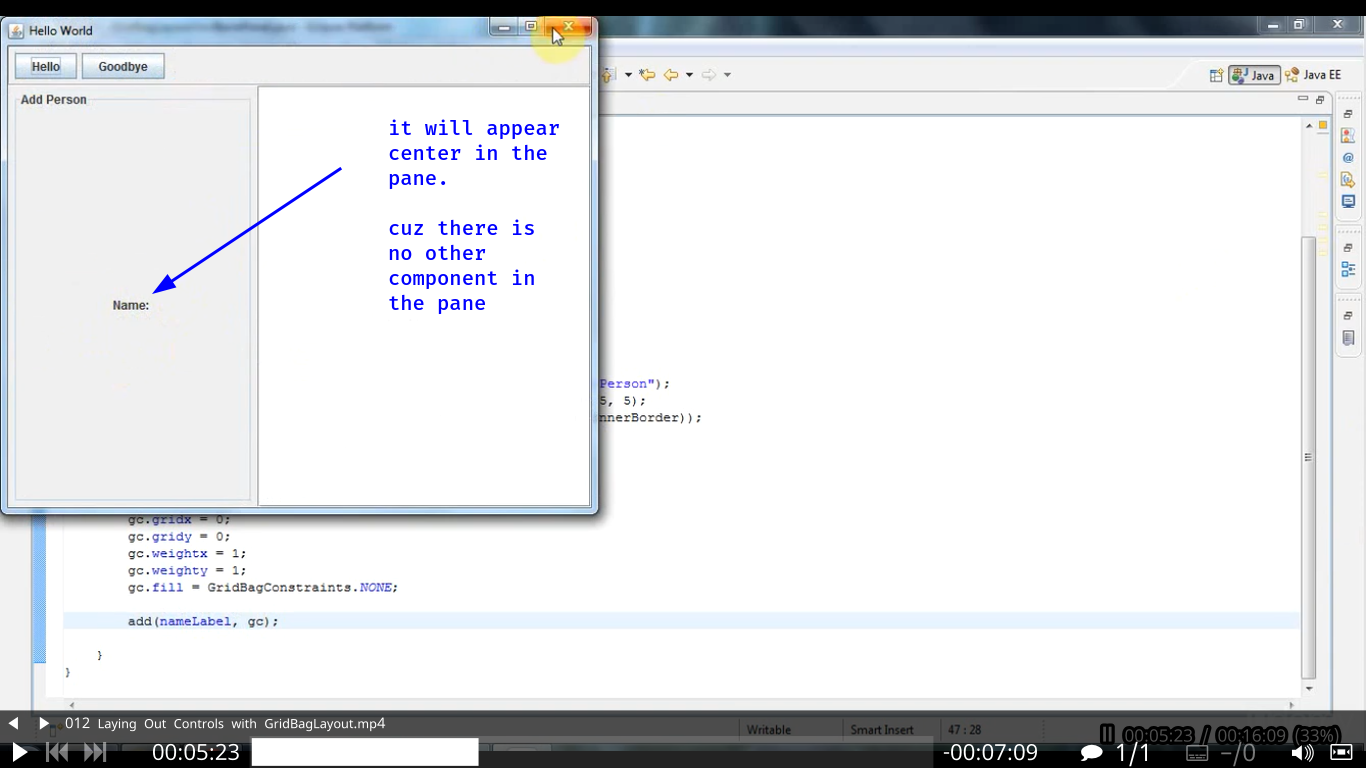 Hello World
Hello Goodbye
Add Person
it will appear
center in the
pane.
cuz there is
no other
component in
the pane
Name:
Java Java EE
Person");
5, 5);
nnerBorder));
gc.gridx = 0;
gc.gridy = 0;
gc.weightx = 1;
gc.weighty = 1;
gc.fill = GridBagConstraints.NONE;
add(nameLabel, gc);
}
}
012 Laying Out Controls with GridBagLayout.mp4
Writable Smart Insert 47 : 28
00:05:23 / 00:16:09 (33%)
00:05:23 -00:07:09 1/1 -/0